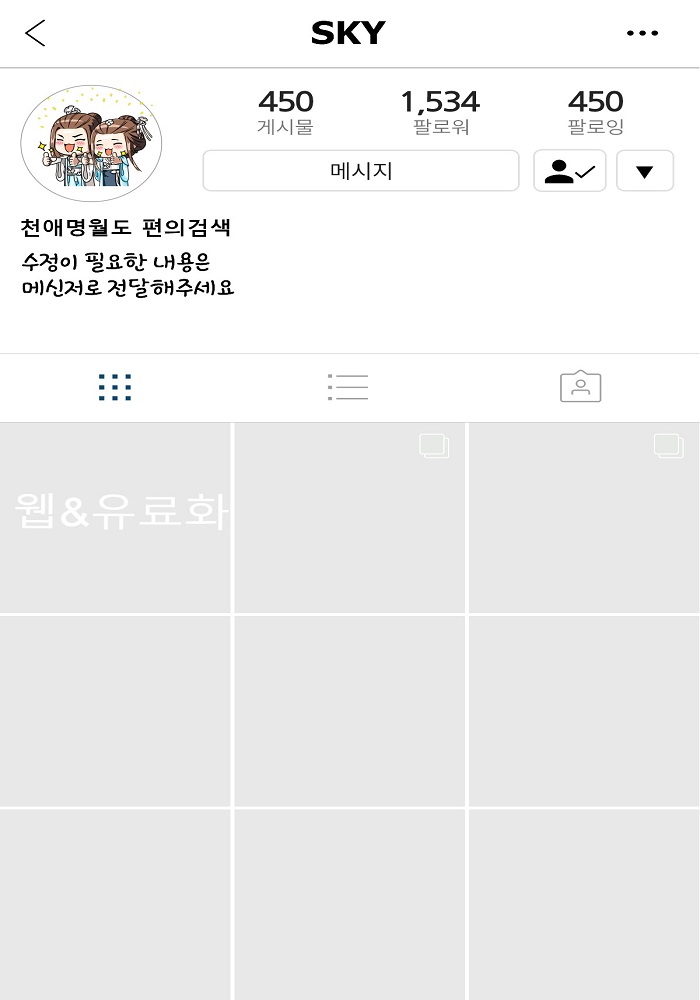 SKY
450 1,534 450
게시물 팔로워 팔로잉
메시지
천애명월도 편의검색
수정이 필요한 내용은
메신저로 전달해주세요
웹&유료화